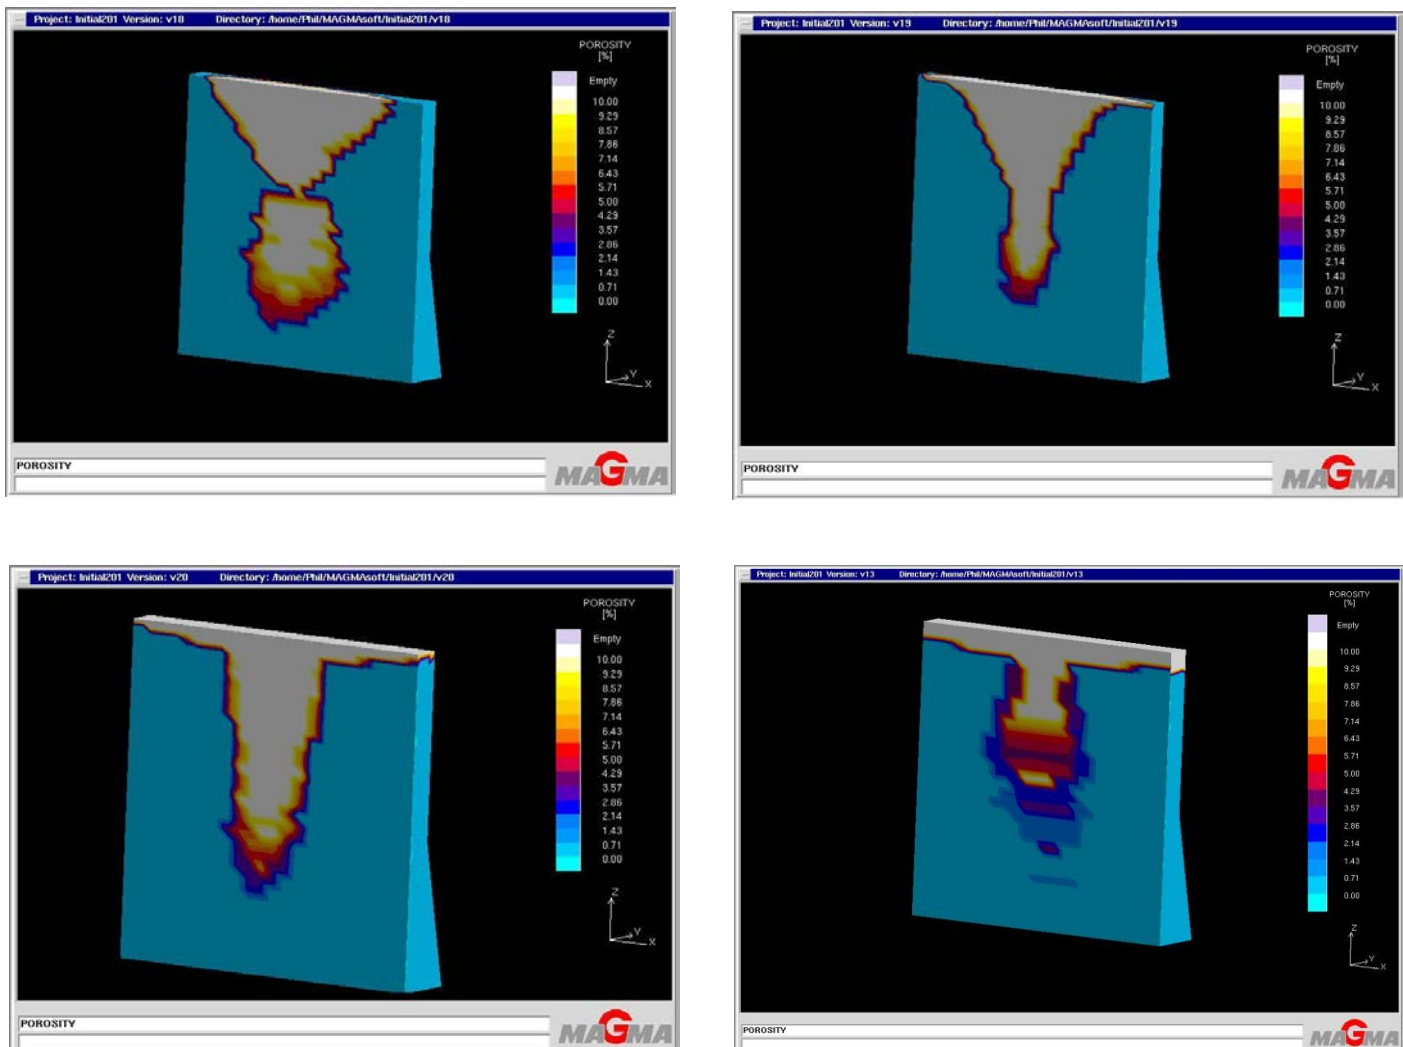 Project: Initial201 Version: v18 Directory: /home/Phil/MAGMAsoft/Initial201/v18
POROSITY
[%]
Empty
10.00
9.29
8.57
7.86
7.14
6.43
5.71
5.00
4.29
3.57
2.86
2.14
1.43
0.71
0.00
Z
Y
X
POROSITY
MAGMA
Project: Initial201 Version: v19 Directory: /home/Phil/MAGMAsoft/Initial201/v19
POROSITY
[%]
Empty
10.00
9.29
8.57
7.86
7.14
6.43
5.71
5.00
4.29
3.57
2.86
2.14
1.43
0.71
0.00
Z
Y
X
POROSITY
MAGMA
Project: Initial201 Version: v20 Directory: /home/Phil/MAGMAsoft/Initial201/v20
POROSITY
[%]
Empty
10.00
9.29
8.57
7.86
7.14
6.43
5.71
5.00
4.29
3.57
2.86
2.14
1.43
0.71
0.00
Z
Y
X
POROSITY
MAGMA
Project: Initial201 Version: v13 Directory: /home/Phil/MAGMAsoft/Initial201/v13
POROSITY
[%]
Empty
10.00
9.29
8.57
7.86
7.14
6.43
5.71
5.00
4.29
3.57
2.86
2.14
1.43
0.71
0.00
Z
Y
X
POROSITY
MAGMA